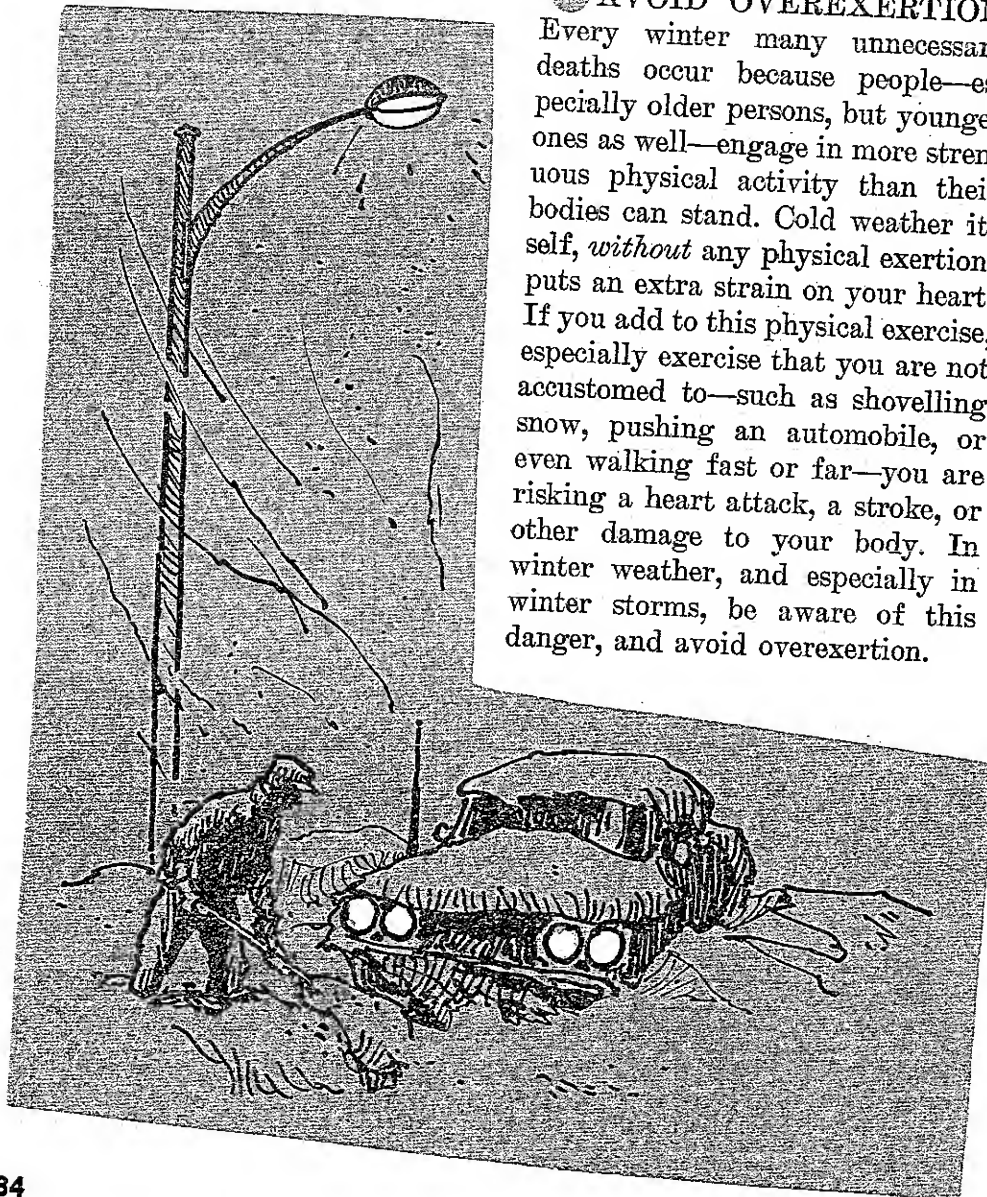 AVOID OVEREXERTION
Every winter many unnecessar
deaths occur because people—es
pecially older persons, but younge
ones as well—engage in more stren
uous physical activity than thei
bodies can stand. Cold weather it
self, without any physical exertion
puts an extra strain on your heart
If you add to this physical exercise,
especially exercise that you are not
accustomed to—such as shovelling
snow, pushing an automobile, or
even walking fast or far—you are
risking a heart attack, a stroke, or
other damage to your body. In
winter weather, and especially in
winter storms, be aware of this
danger, and avoid overexertion.
34